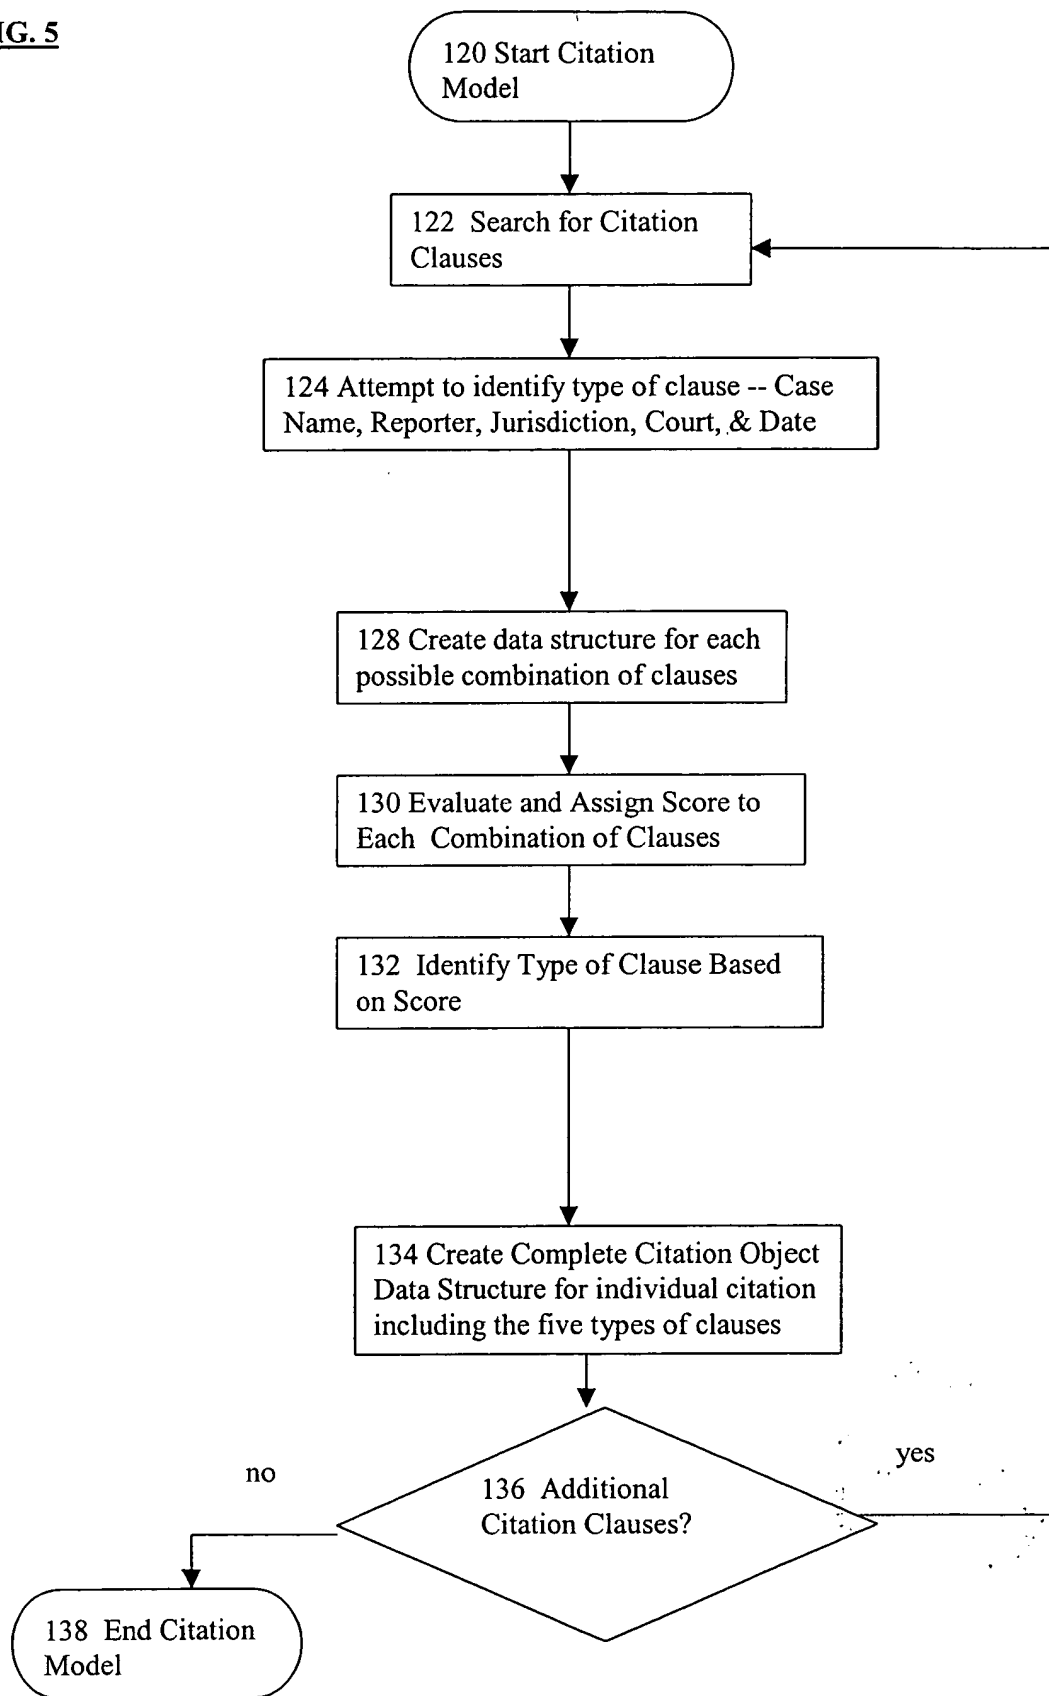 IG. 5
120 Start Citation
Model
122 Search for Citation
Clauses
124 Attempt to identify type of clause -- Case
Name, Reporter, Jurisdiction, Court, & Date
128 Create data structure for each
possible combination of clauses
130 Evaluate and Assign Score to
Each Combination of Clauses
132 Identify Type of Clause Based
on Score
134 Create Complete Citation Object
Data Structure for individual citation
including the five types of clauses
no
yes
136 Additional
Citation Clauses?
138 End Citation
Model